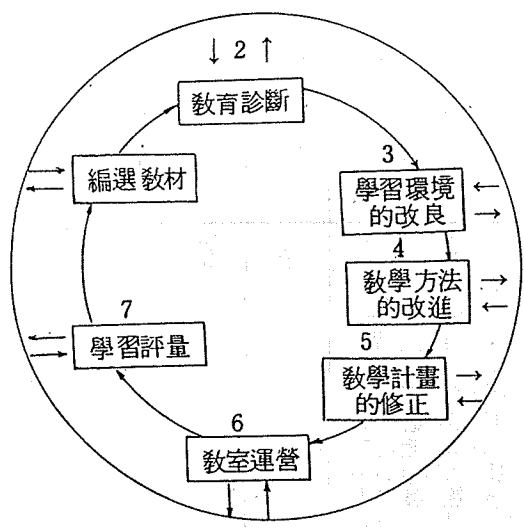 ↓ 2 ↑
教育診斷
編選教材
3
學習環境
的改良
4
教學方法
的改進
5
教學計畫
的修正
6
教室運營
7
學習評量